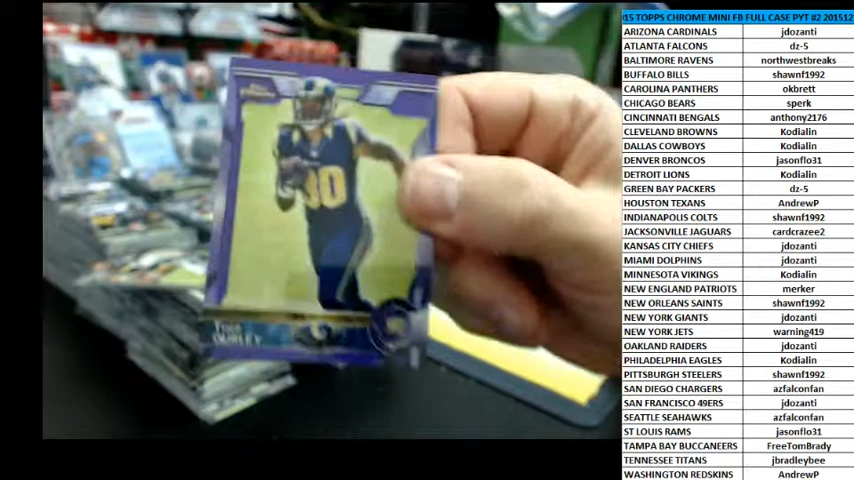 15 TOPPS CHROME MINI FB FULL CASE PYT #2 201512
ARIZONA CARDINALS jdozanti
ATLANTA FALCONS dz-5
BALTIMORE RAVENS northwestbreaks
BUFFALO BILLS shawnf1992
CAROLINA PANTHERS okbrett
CHICAGO BEARS sperk
CINCINNATI BENGALS anthony2176
CLEVELAND BROWNS Kodialin
DALLAS COWBOYS Kodialin
DENVER BRONCOS jasonflo31
DETROIT LIONS Kodialin
GREEN BAY PACKERS dz-5
HOUSTON TEXANS AndrewP
INDIANAPOLIS COLTS shawnf1992
JACKSONVILLE JAGUARS cardcrazee2
KANSAS CITY CHIEFS jdozanti
MIAMI DOLPHINS jdozanti
MINNESOTA VIKINGS Kodialin
NEW ENGLAND PATRIOTS merker
NEW ORLEANS SAINTS shawnf1992
NEW YORK GIANTS jdozanti
NEW YORK JETS warning419
OAKLAND RAIDERS jdozanti
PHILADELPHIA EAGLES Kodialin
PITTSBURGH STEELERS shawnf1992
SAN DIEGO CHARGERS azfalconfan
SAN FRANCISCO 49ERS jdozanti
SEATTLE SEAHAWKS azfalconfan
ST LOUIS RAMS jasonflo31
TAMPA BAY BUCCANEERS FreeTomBrady
TENNESSEE TITANS jbradleybee
WASHINGTON REDSKINS AndrewP
30
TODD
GURLEY